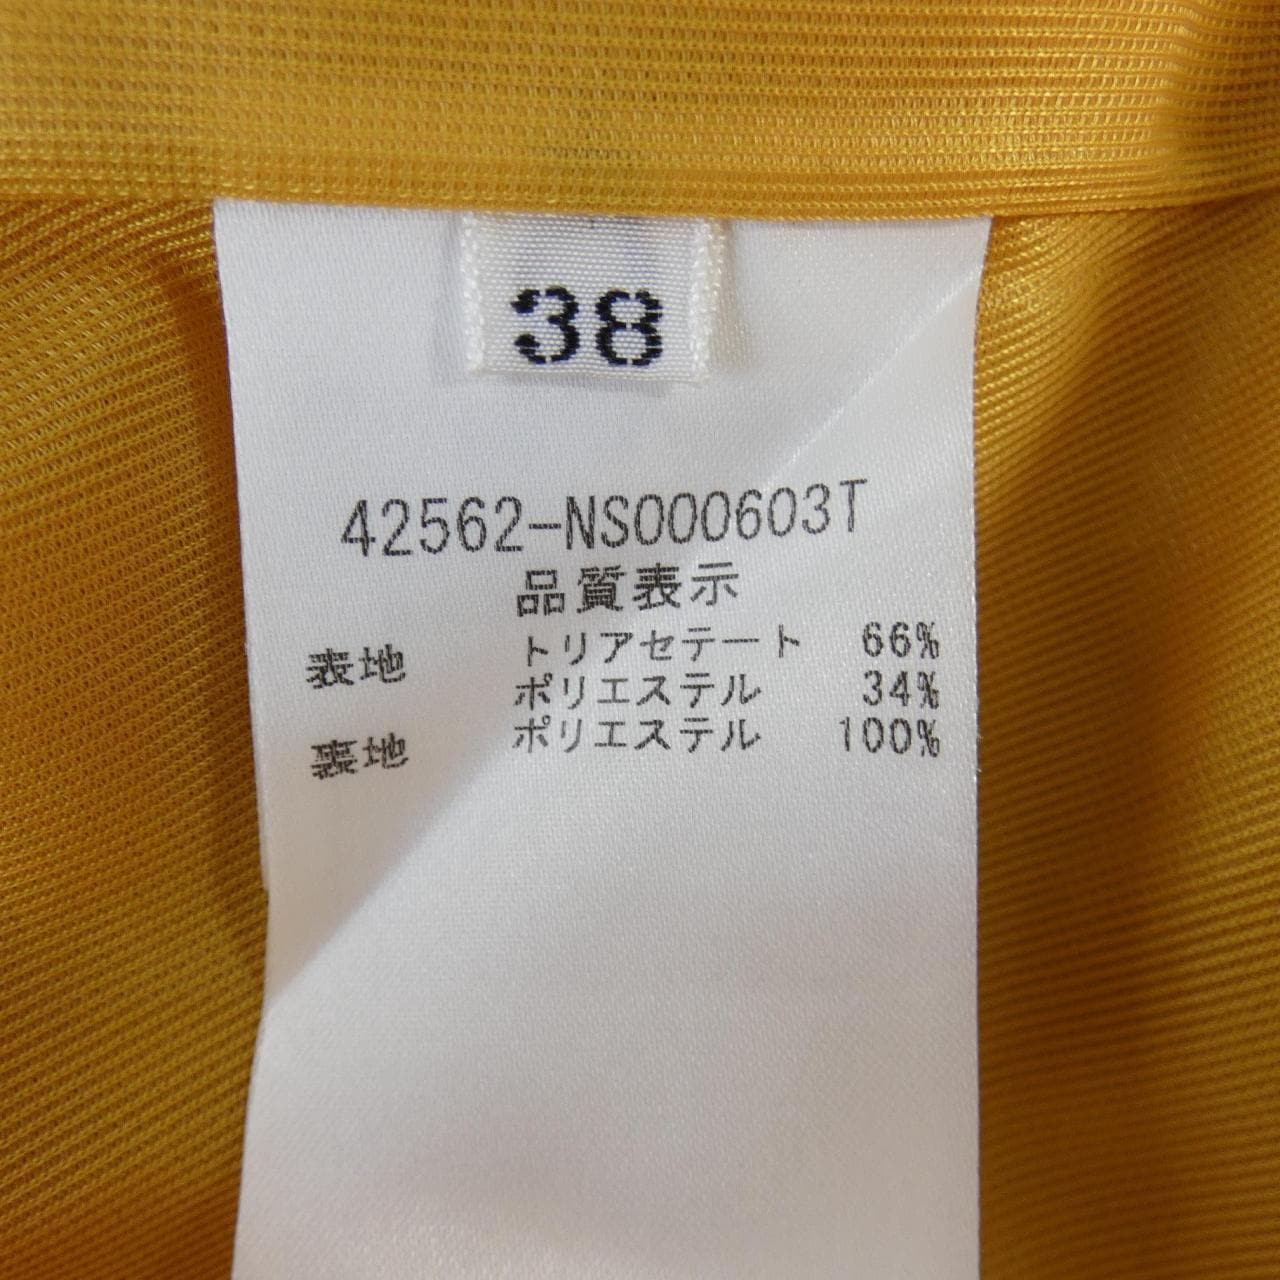 38
42562-NS000603T
品質表示
表地 トリアセテート 66%
ポリエステル 34%
裏地 ポリエステル 100%